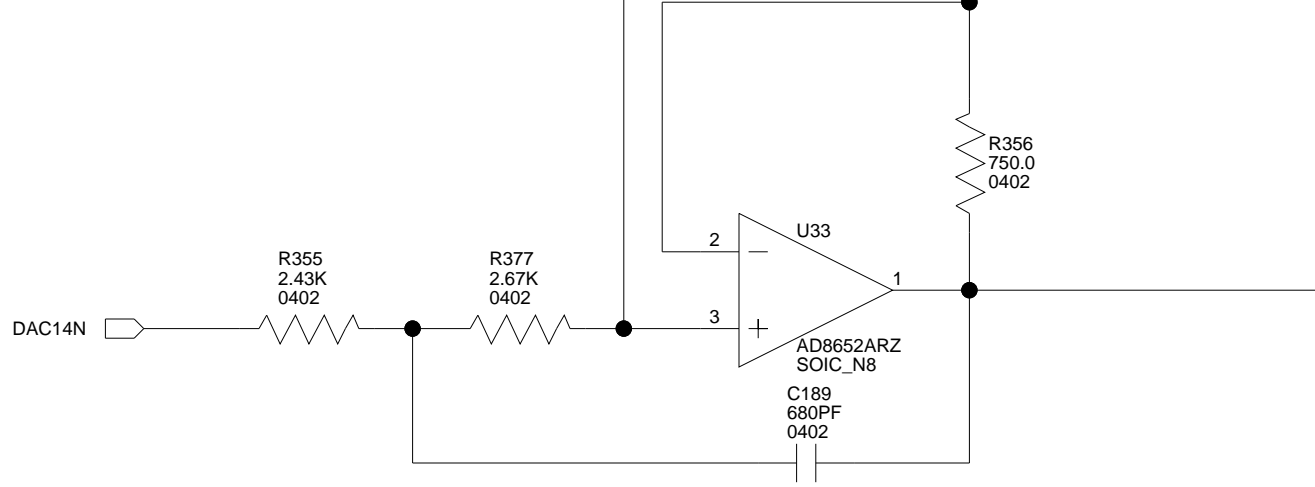 R356
750.0
0402
U33
2
1
R355
2.43K
0402
R377
2.67K
0402
DAC14N
3
AD8652ARZ
SOIC_N8
C189
680PF
0402